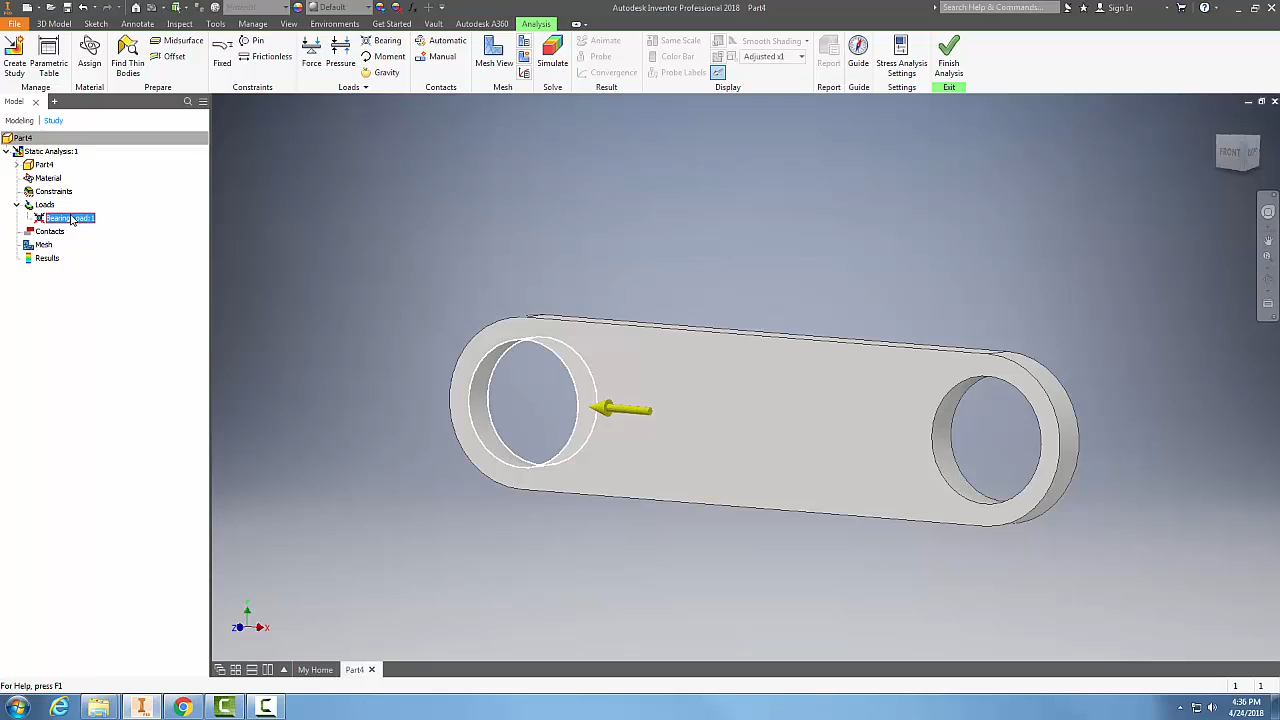 Material
Default
Autodesk Inventor Professional 2018 Part4
Search Help & Commands...
Sign In
File
3D Model
Sketch
Annotate
Inspect
Tools
Manage
View
Environments
Get Started
Vault
Autodesk A360
Analysis
Create Study
Parametric Table
Assign
Find Thin Bodies
Midsurface
Offset
Fixed
Pin
Frictionless
Force
Pressure
Bearing
Moment
Gravity
Automatic
Manual
Mesh View
Simulate
Animate
Probe
Convergence
Same Scale
Color Bar
Probe Labels
Smooth Shading
Adjusted x1
Report
Guide
Stress Analysis Settings
Finish Analysis
Manage
Material
Prepare
Constraints
Loads
Contacts
Mesh
Solve
Result
Display
Report
Guide
Settings
Exit
Model
Modeling
Study
Part4
Static Analysis:1
Part4
Material
Constraints
Loads
Bearing Load:1
Contacts
Mesh
Results
FRONT
Y
Z
X
My Home
Part4
For Help, press F1
1
1
4:36 PM
4/24/2018